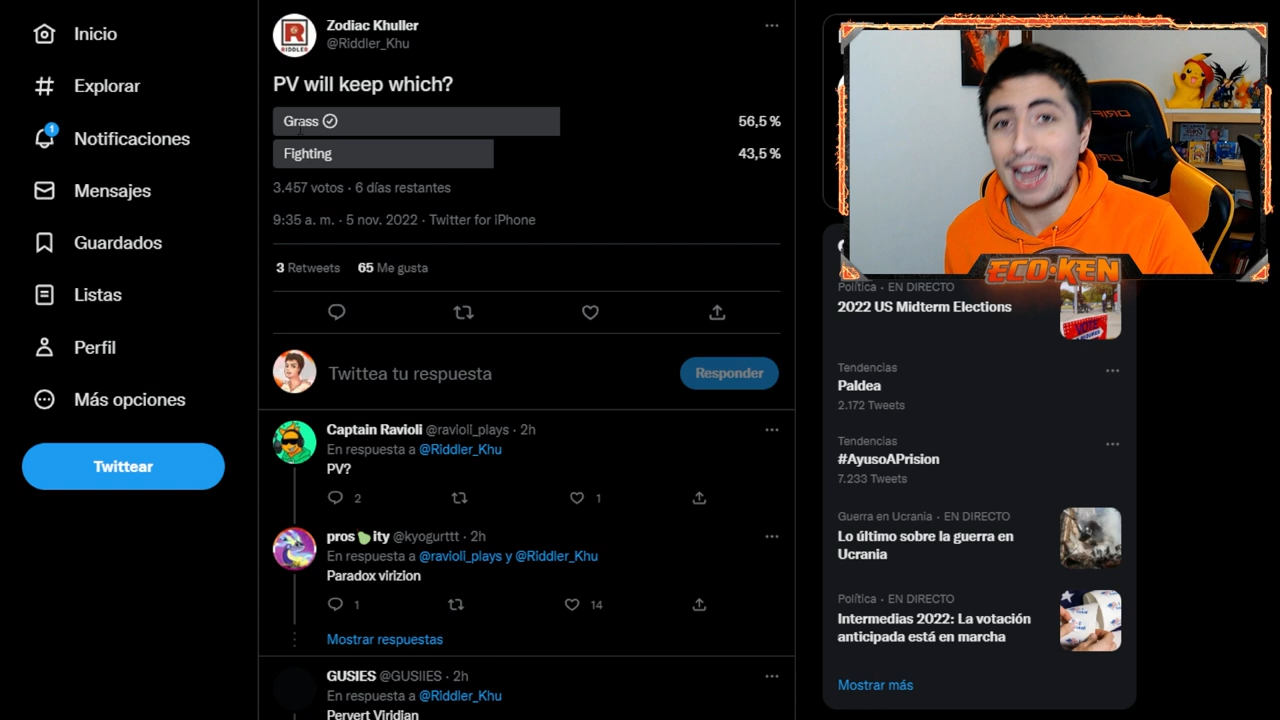 Inicio
Explorar
1
Notificaciones
Mensajes
Guardados
Listas
Perfil
Más opciones
Twittear
RIDDLER
Zodiac Khuller
@Riddler_Khu
PV will keep which?
Grass
56,5 %
Fighting
43,5 %
3.457 votos · 6 días restantes
9:35 a. m. · 5 nov. 2022 · Twitter for iPhone
3 Retweets 65 Me gusta
Twittea tu respuesta
Responder
Captain Ravioli @ravioli_plays · 2h
En respuesta a @Riddler_Khu
PV?
2 1
pros ity @kyogurttt · 2h
En respuesta a @ravioli_plays y @Riddler_Khu
Paradox virizion
1 14
Mostrar respuestas
GUSIES @GUSIIES · 2h
En respuesta a @Riddler_Khu
Pervert Viridian
ECO·KEN
Política · EN DIRECTO
2022 US Midterm Elections
VOTE
Tendencias
Paldea
2.172 Tweets
Tendencias
#AyusoAPrision
7.233 Tweets
Guerra en Ucrania · EN DIRECTO
Lo último sobre la guerra en
Ucrania
Política · EN DIRECTO
Intermedias 2022: La votación
anticipada está en marcha
Mostrar más